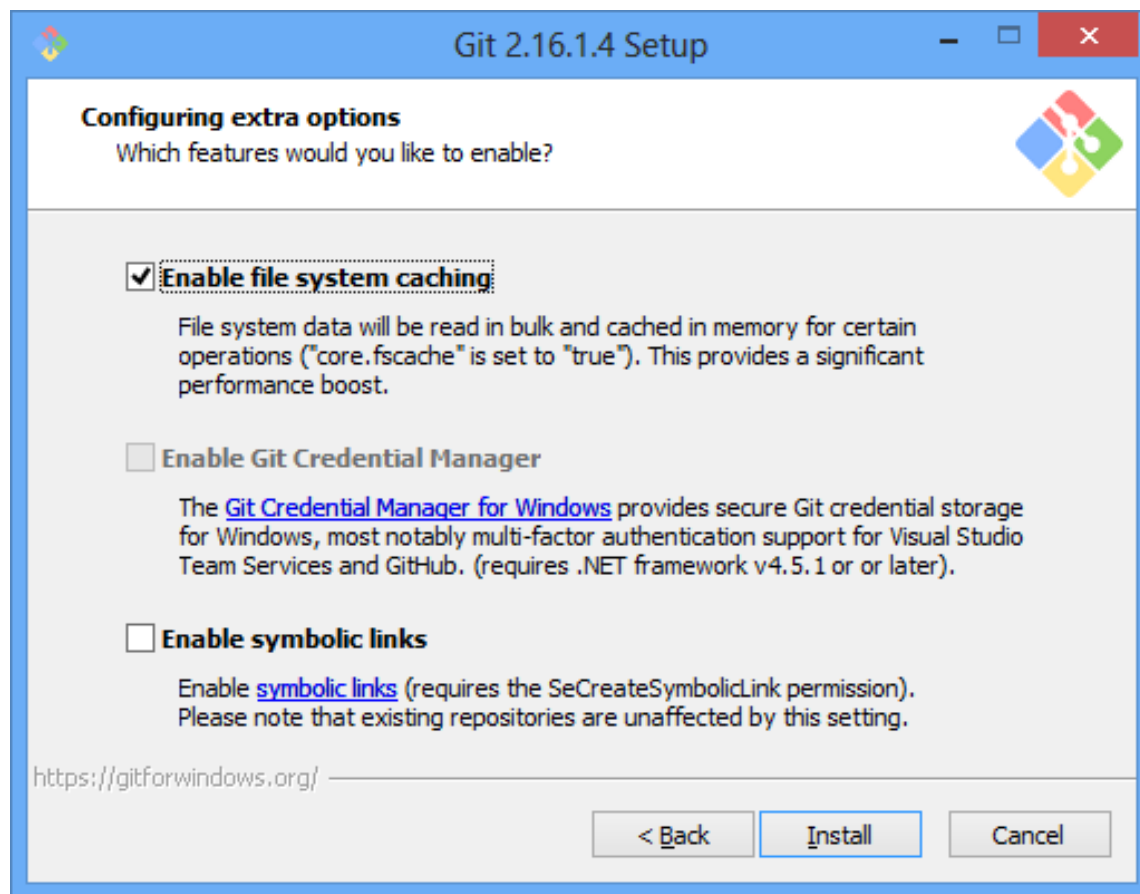 Git 2.16.1.4 Setup
Configuring extra options
Which features would you like to enable?
Enable file system caching
File system data will be read in bulk and cached in memory for certain
operations ("core.fscache" is set to "true"). This provides a significant
performance boost.
Enable Git Credential Manager
The Git Credential Manager for Windows provides secure Git credential storage
for Windows, most notably multi-factor authentication support for Visual Studio
Team Services and GitHub. (requires .NET framework v4.5.1 or or later).
Enable symbolic links
Enable symbolic links (requires the SeCreateSymbolicLink permission).
Please note that existing repositories are unaffected by this setting.
https://gitforwindows.org/
< Back Install Cancel